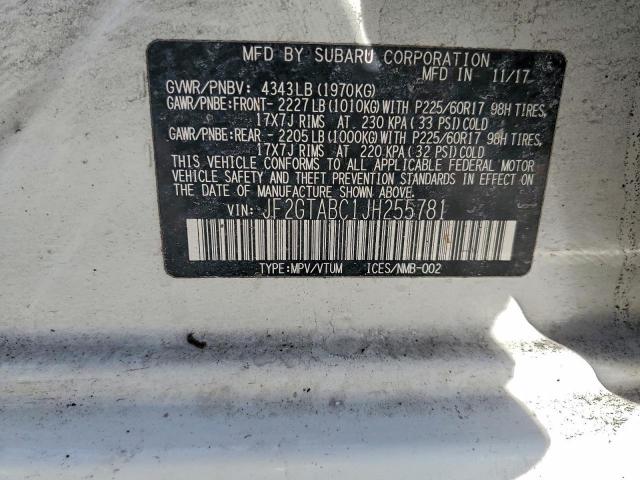 MFD BY SUBARU CORPORATION
MFD IN 11/17
GVWR/PNBV: 4343LB (1970KG)
GAWR/PNBE:FRONT- 2227 LB (1010KG) WITH P225/60R17 98H TIRES,
17X7J RIMS AT 230 KPA (33 PSI) COLD
GAWR/PNBE:REAR - 2205 LB (1000KG) WITH P225/60R17 98H TIRES,
17X7J RIMS AT 220 KPA (32 PSI) COLD
THIS VEHICLE CONFORMS TO ALL APPLICABLE FEDERAL MOTOR
VEHICLE SAFETY AND THEFT PREVENTION STANDARDS IN EFFECT ON
THE DATE OF MANUFACTURE SHOWN ABOVE.
VIN: JF2GTABC1JH255781
TYPE:MPV/VTUM ICES/NMB-002